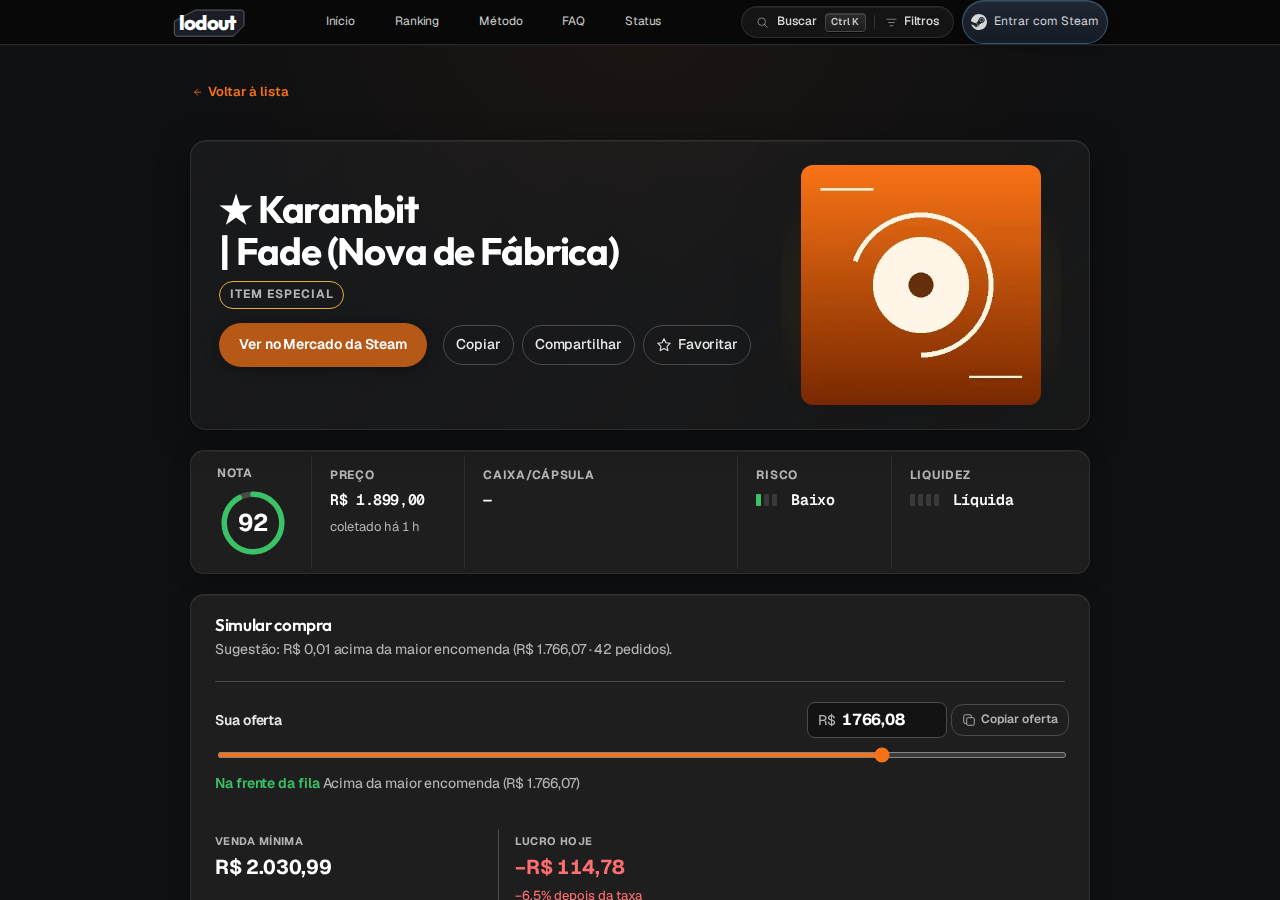 lodout
Início
Ranking
Método
FAQ
Status
Buscar
Ctrl K
Filtros
Entrar com Steam
← Voltar à lista
★ Karambit
| Fade (Nova de Fábrica)
ITEM ESPECIAL
Ver no Mercado da Steam
Copiar
Compartilhar
Favoritar
NOTA
92
PREÇO
R$ 1.899,00
coletado há 1 h
CAIXA/CÁPSULA
—
RISCO
Baixo
LIQUIDEZ
Líquida
Simular compra
Sugestão: R$ 0,01 acima da maior encomenda (R$ 1.766,07 · 42 pedidos).
Sua oferta
R$ 1766,08
Copiar oferta
Na frente da fila Acima da maior encomenda (R$ 1.766,07)
VENDA MÍNIMA
R$ 2.030,99
LUCRO HOJE
−R$ 114,78
−6,5% depois da taxa